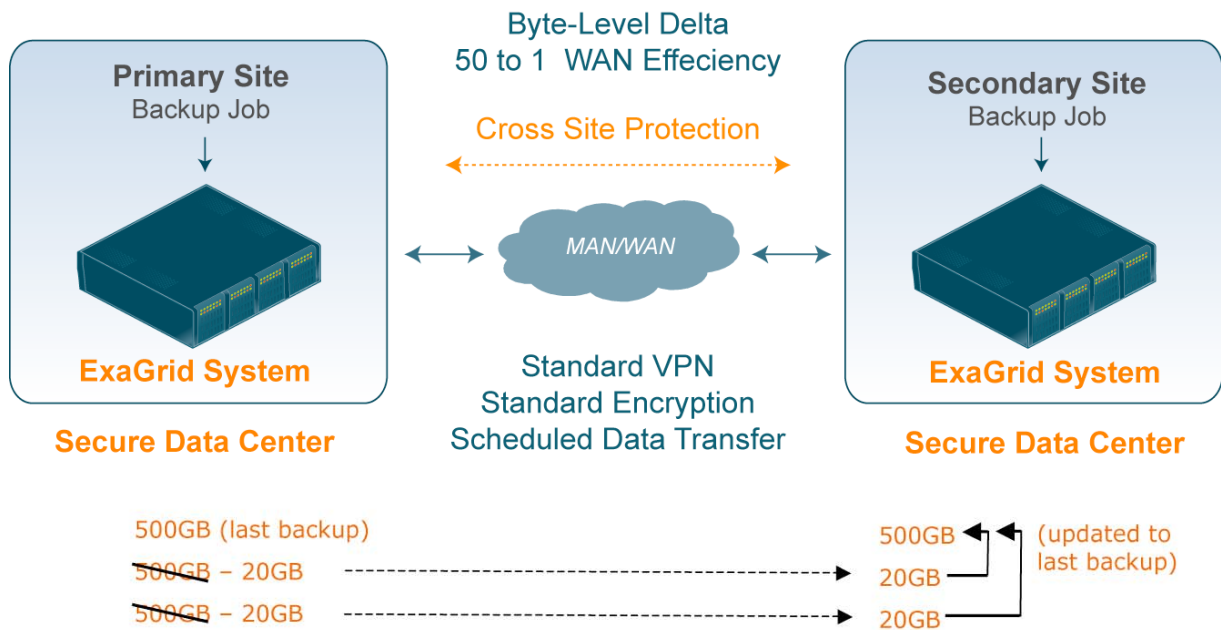 Byte-Level Delta
50 to 1 WAN Effeciency
Primary Site
Backup Job
Cross Site Protection
Secondary Site
Backup Job
MAN/WAN
ExaGrid System
Standard VPN
Standard Encryption
Scheduled Data Transfer
ExaGrid System
Secure Data Center
Secure Data Center
500GB (last backup)
500GB – 20GB
500GB – 20GB
500GB
20GB
20GB
(updated to
last backup)